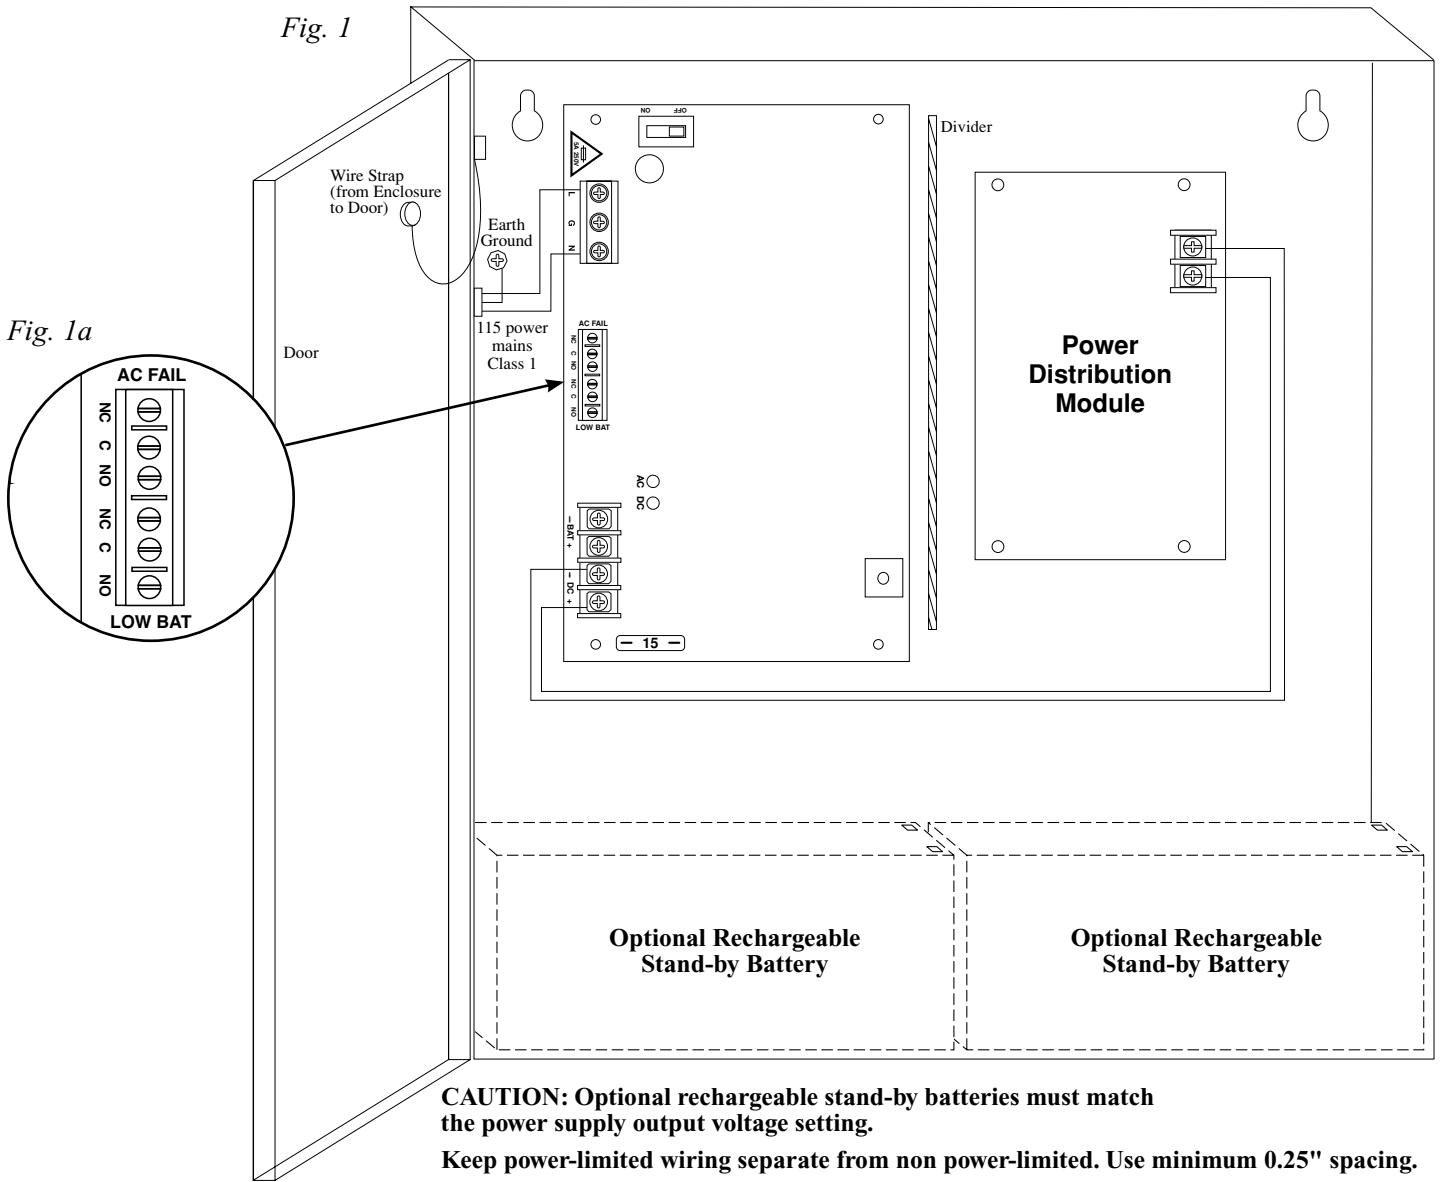 Fig. 1
ON OFF
5A 250V
Divider
Wire Strap
(from Enclosure
to Door)
Earth
Ground
L
G
N
115 power
mains
Class 1
Fig. 1a
Door
AC FAIL
NC
C
NO
NC
C
NO
LOW BAT
AC FAIL
NC
C
NO
NC
C
NO
LOW BAT
Power
Distribution
Module
AC
DC
– BAT +
– DC +
– 15 –
Optional Rechargeable
Stand-by Battery
Optional Rechargeable
Stand-by Battery
CAUTION: Optional rechargeable stand-by batteries must match
the power supply output voltage setting.
Keep power-limited wiring separate from non power-limited. Use minimum 0.25" spacing.